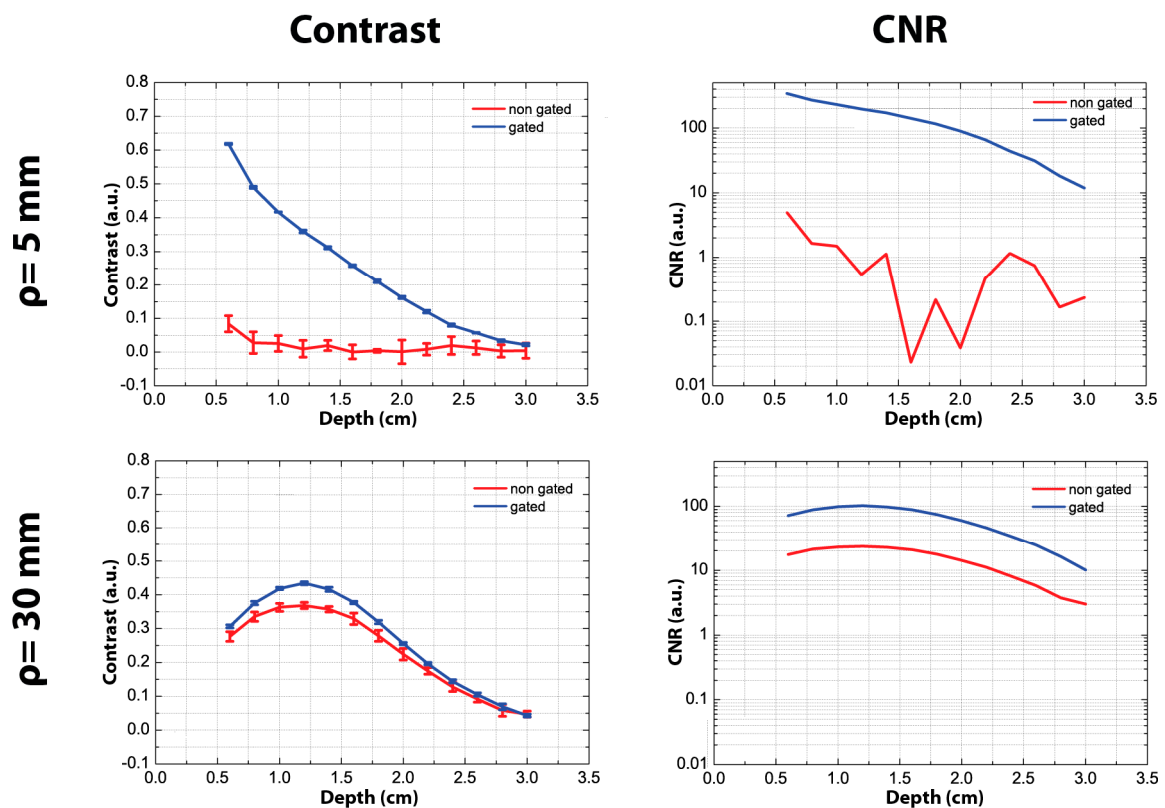 Contrast
CNR
ρ= 5 mm
0.8
0.7
0.6
0.5
0.4
0.3
0.2
0.1
0.0
-0.1
Contrast (a.u.)
non gated
gated
0.0 0.5 1.0 1.5 2.0 2.5 3.0 3.5
Depth (cm)
100
10
1
0.1
0.01
CNR (a.u.)
non gated
gated
0.0 0.5 1.0 1.5 2.0 2.5 3.0 3.5
Depth (cm)
ρ= 30 mm
0.8
0.7
0.6
0.5
0.4
0.3
0.2
0.1
0.0
-0.1
Contrast (a.u.)
non gated
gated
0.0 0.5 1.0 1.5 2.0 2.5 3.0 3.5
Depth (cm)
100
10
1
0.1
0.01
CNR (a.u.)
non gated
gated
0.0 0.5 1.0 1.5 2.0 2.5 3.0 3.5
Depth (cm)